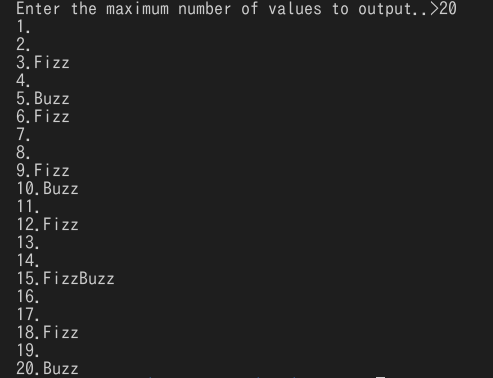 Enter the maximum number of values to output..>20
1.
2.
3.Fizz
4.
5.Buzz
6.Fizz
7.
8.
9.Fizz
10.Buzz
11.
12.Fizz
13.
14.
15.FizzBuzz
16.
17.
18.Fizz
19.
20.Buzz